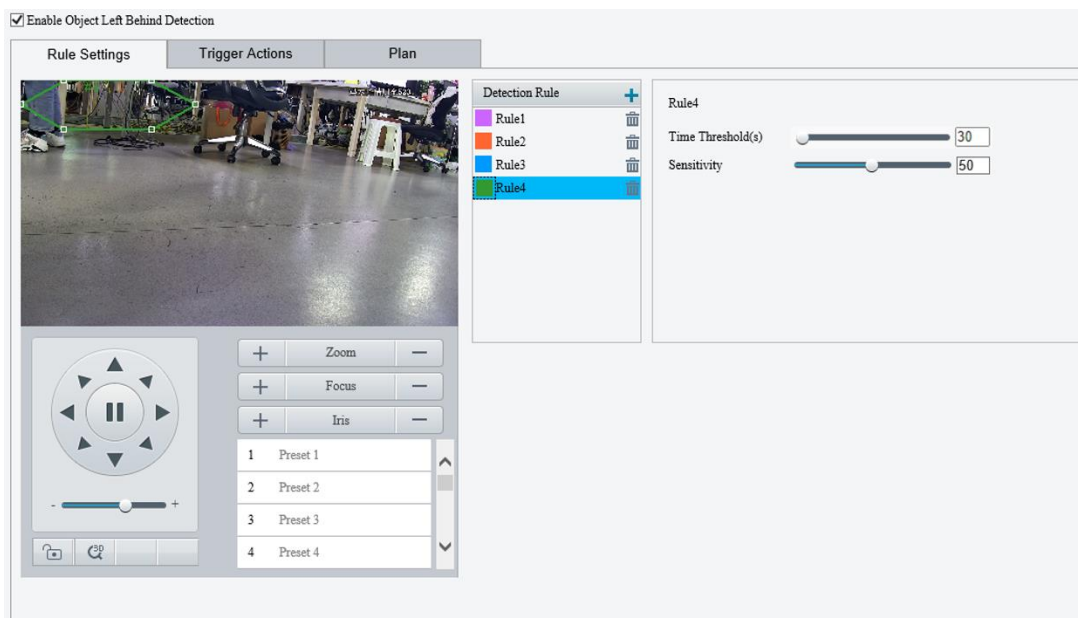 Enable Object Left Behind Detection
Rule Settings
Trigger Actions
Plan
Detection Rule
+
Rule1
Rule2
Rule3
Rule4
Rule4
Time Threshold(s)
30
Sensitivity
50
+ Zoom —
+ Focus —
+ Iris —
1 Preset 1
2 Preset 2
3 Preset 3
4 Preset 4
- +
3D